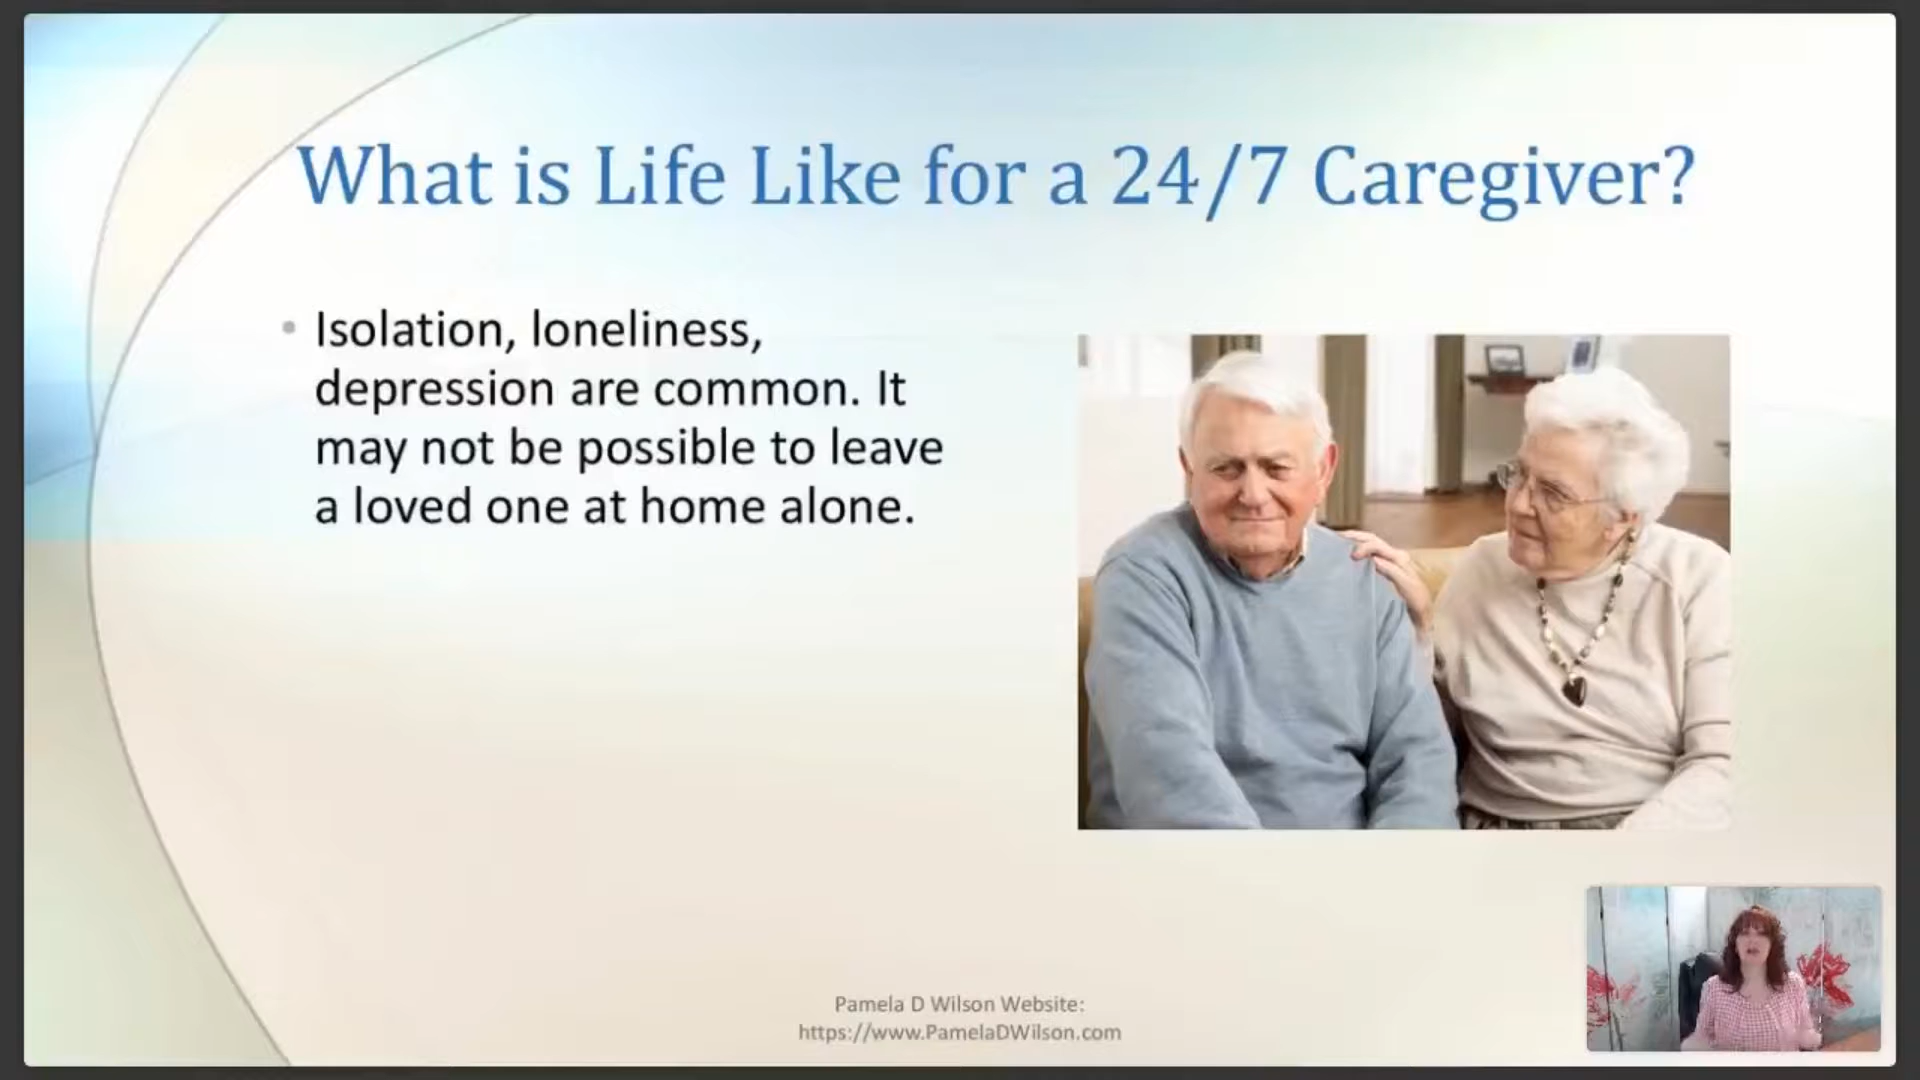 What is Life Like for a 24/7 Caregiver?
• Isolation, loneliness,
depression are common. It
may not be possible to leave
a loved one at home alone.
Pamela D Wilson Website:
https://www.PamelaDWilson.com